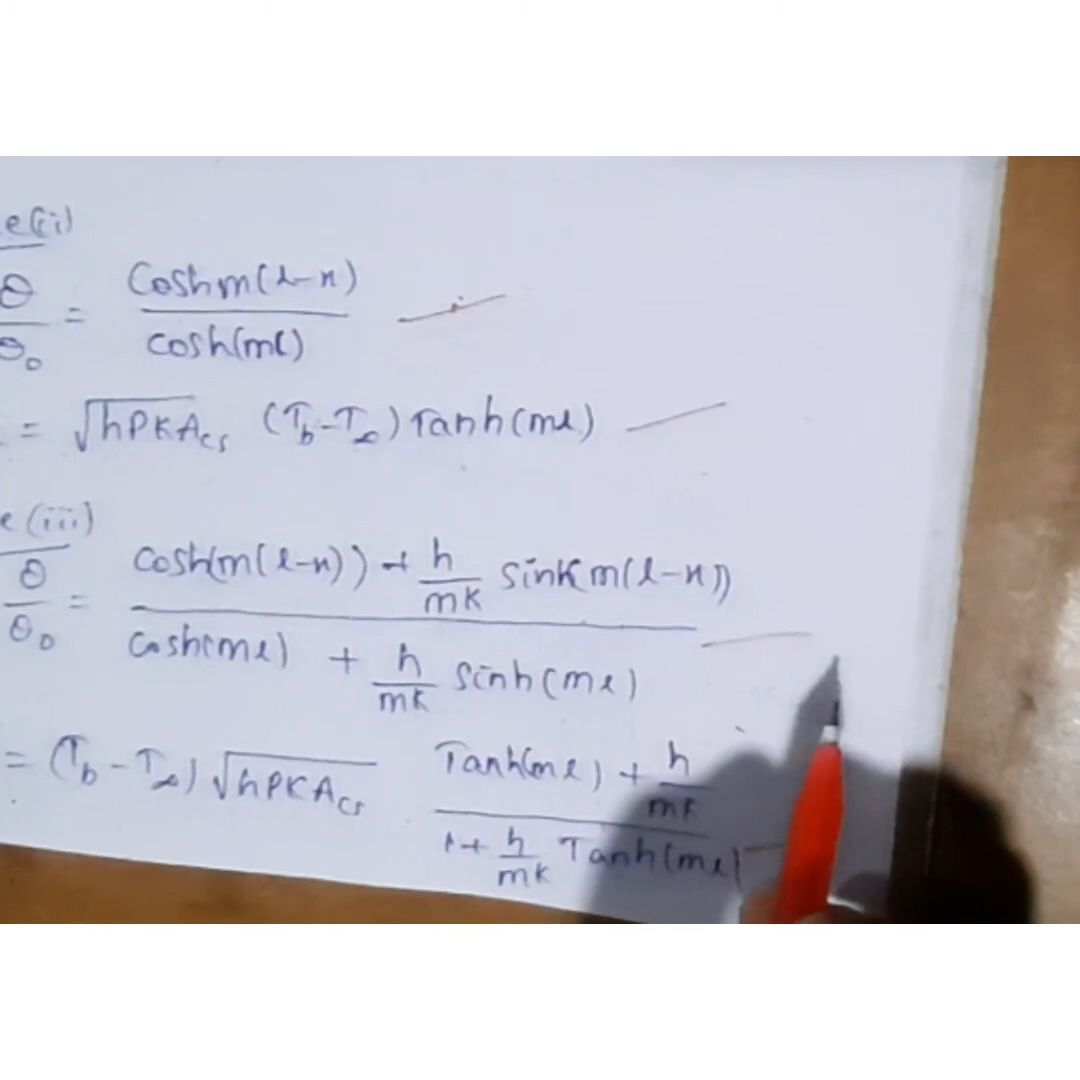 e(ii)
θ/θ₀ = Coshm(l-x)/cosh(ml)
= √hPKAcs (Tb-T∞) Tanh(ml)
e (iii)
θ/θ₀ = cosh(m(l-x)) + h/mk sinh(m(l-x))/cosh(ml) + h/mk sinh(ml)
= (Tb-T∞) √hPKAcs Tanh(ml) + h/mk/1+ h/mk Tanh(ml)